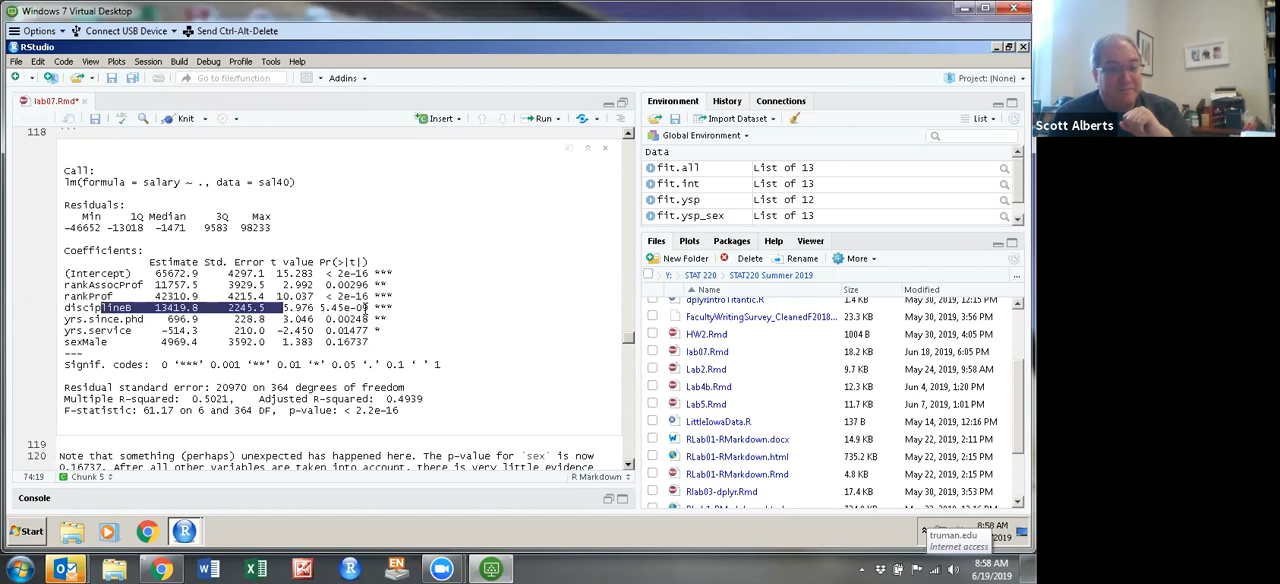 Windows 7 Virtual Desktop
Options Connect USB Device Send Ctrl-Alt-Delete
RStudio
File Edit Code View Plots Session Build Debug Profile Tools Help
Go to file/function Addins Project: (None)
lab07.Rmd*
Knit Insert Run
118 ```
Call:
lm(formula = salary ~ ., data = sal40)
Residuals:
Min 1Q Median 3Q Max
-46652 -13018 -1471 9583 98233
Coefficients:
Estimate Std. Error t value Pr(>|t|)
(Intercept) 65672.9 4297.1 15.283 < 2e-16 ***
rankAssocProf 11757.5 3929.5 2.992 0.00296 **
rankProf 42310.9 4215.4 10.037 < 2e-16 ***
disciplineB 13419.8 2245.5 5.976 5.45e-09 ***
yrs.since.phd 696.9 228.8 3.046 0.00248 **
yrs.service -514.3 210.0 -2.450 0.01477 *
sexMale 4969.4 3592.0 1.383 0.16737
---
Signif. codes: 0 ‘***’ 0.001 ‘**’ 0.01 ‘*’ 0.05 ‘.’ 0.1 ‘ ’ 1
Residual standard error: 20970 on 364 degrees of freedom
Multiple R-squared: 0.5021, Adjusted R-squared: 0.4939
F-statistic: 61.17 on 6 and 364 DF, p-value: < 2.2e-16
119
120 Note that something (perhaps) unexpected has happened here. The p-value for `sex` is now
0.16737. After all other variables are taken into account, there is very little evidence
74:19 Chunk 5 R Markdown
Console
Environment History Connections
Import Dataset List
Global Environment
Data
fit.all List of 13
fit.int List of 13
fit.ysp List of 12
fit.ysp_sex List of 13
Files Plots Packages Help Viewer
New Folder Delete Rename More
Y: STAT 220 STAT220 Summer 2019
Name Size Modified
dplyrIntroTitanic.R 1.4 KB May 30, 2019, 12:15 PM
FacultyWritingSurvey_CleanedF2018... 23.3 KB May 30, 2019, 3:56 PM
HW2.Rmd 1004 B Jun 4, 2019, 1:43 PM
lab07.Rmd 18.2 KB Jun 18, 2019, 6:05 PM
Lab2.Rmd 9.7 KB May 24, 2019, 9:58 AM
Lab4b.Rmd 12.3 KB Jun 4, 2019, 1:20 PM
Lab5.Rmd 11.7 KB Jun 7, 2019, 1:01 PM
LittleIowaData.R 137 B May 14, 2019, 12:16 PM
RLab01-RMarkdown.docx 14.9 KB May 22, 2019, 2:11 PM
RLab01-RMarkdown.html 735.2 KB May 22, 2019, 2:15 PM
RLab01-RMarkdown.Rmd 4.8 KB May 22, 2019, 2:15 PM
Rlab03-dplyr.Rmd 17.4 KB May 30, 2019, 3:53 PM
Start
8:58 AM
truman.edu
Internet access
EN
8:58 AM
6/19/2019
Scott Alberts